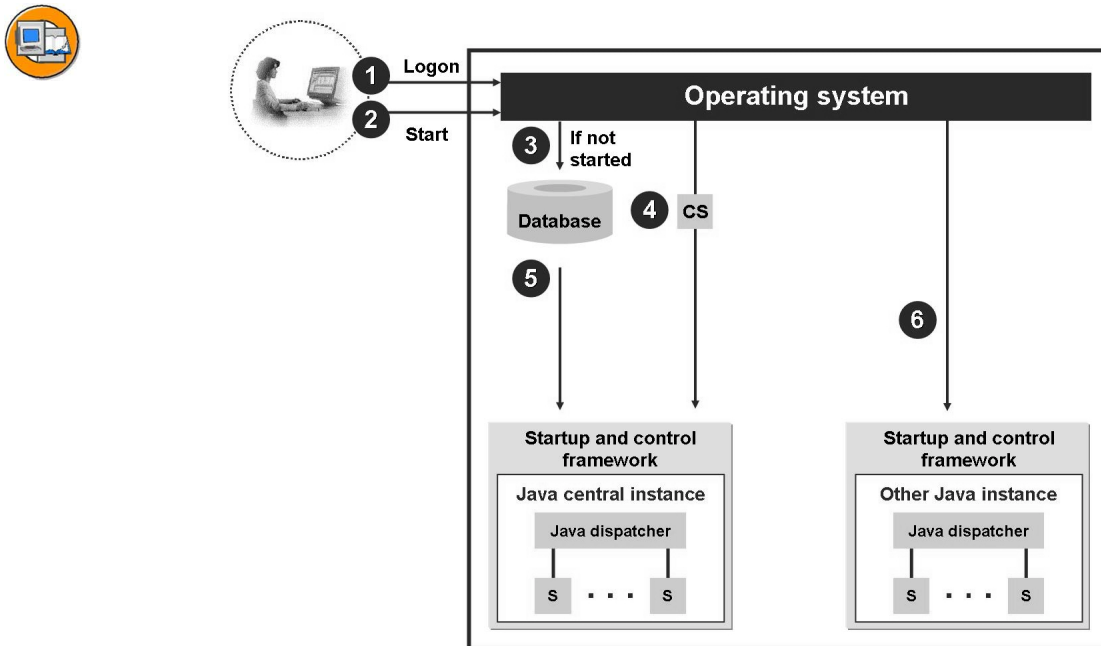 1
Logon
Operating system
2
Start
3
If not
started
4
CS
Database
5
6
Startup and control
framework
Java central instance
Java dispatcher
S . . . S
Startup and control
framework
Other Java instance
Java dispatcher
S . . . S